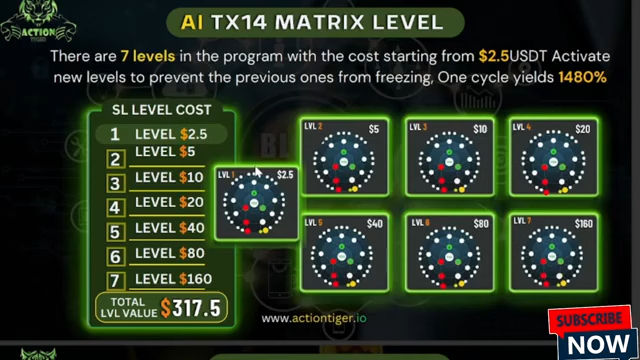 ACTION
AI TX14 MATRIX LEVEL
There are 7 levels in the program with the cost starting from $2.5USDT Activate
new levels to prevent the previous ones from freezing, One cycle yields 1480%
SL LEVEL COST
1 LEVEL $2.5
2 LEVEL $5
3 LEVEL $10
4 LEVEL $20
5 LEVEL $40
6 LEVEL $80
7 LEVEL $160
TOTAL
LVL VALUE $317.5
LVL 1 $2.5
LVL 2 $5
LVL 3 $10
LVL 4 $20
LVL 5 $40
LVL 6 $80
LVL 7 $160
www.actiontiger.io
SUBSCRIBE
NOW